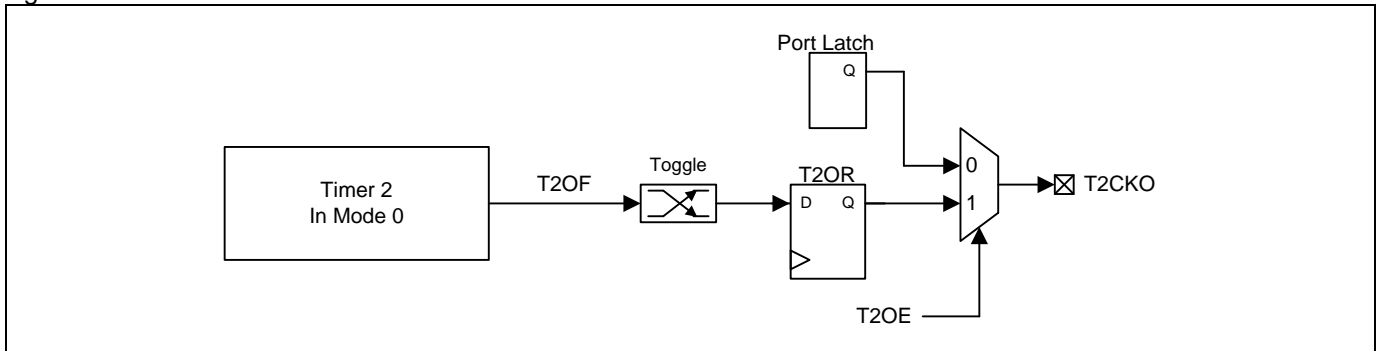 Port Latch
Q
Timer 2
In Mode 0
T2OF
Toggle
T2OR
D Q
0
1
T2CKO
T2OE